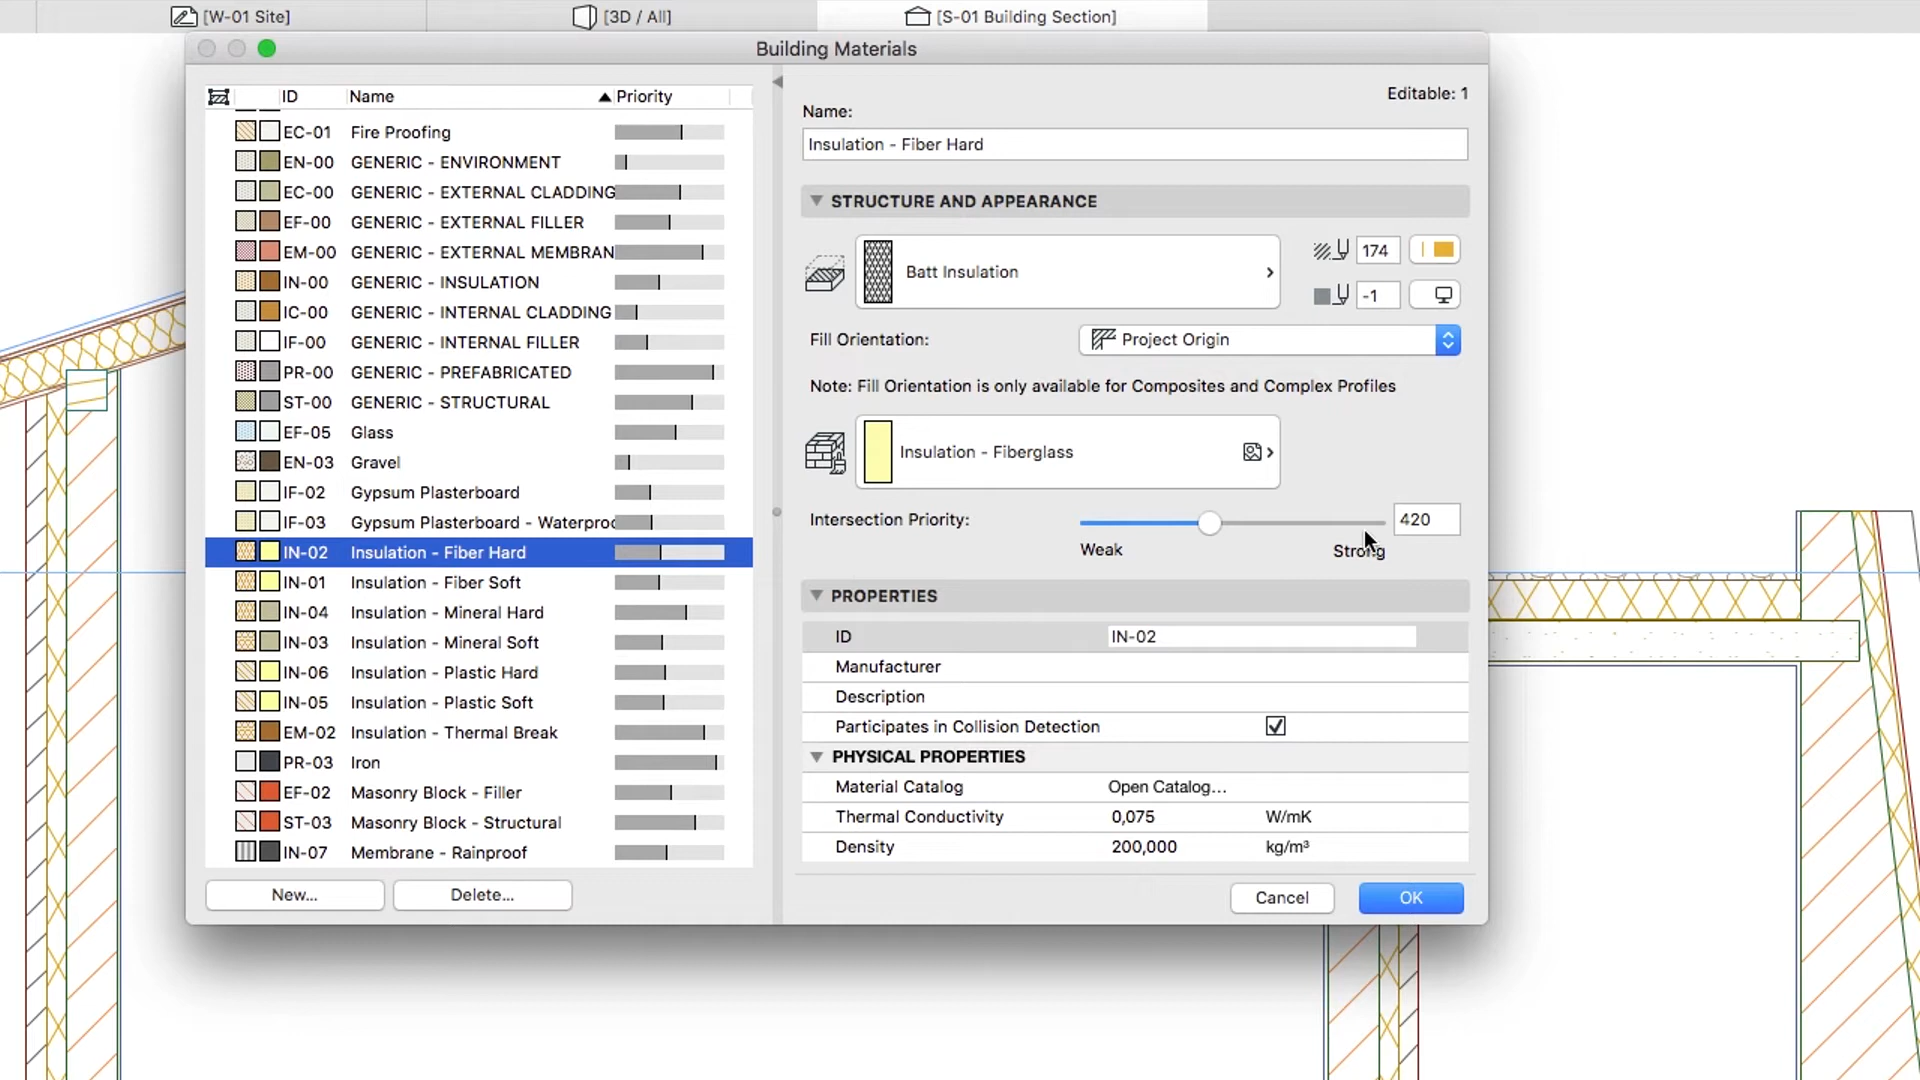 [W-01 Site]
[3D / All]
[S-01 Building Section]
Building Materials
ID Name Priority
EC-01 Fire Proofing
EN-00 GENERIC - ENVIRONMENT
EC-00 GENERIC - EXTERNAL CLADDING
EF-00 GENERIC - EXTERNAL FILLER
EM-00 GENERIC - EXTERNAL MEMBRAN
IN-00 GENERIC - INSULATION
IC-00 GENERIC - INTERNAL CLADDING
IF-00 GENERIC - INTERNAL FILLER
PR-00 GENERIC - PREFABRICATED
ST-00 GENERIC - STRUCTURAL
EF-05 Glass
EN-03 Gravel
IF-02 Gypsum Plasterboard
IF-03 Gypsum Plasterboard - Waterproo
IN-02 Insulation - Fiber Hard
IN-01 Insulation - Fiber Soft
IN-04 Insulation - Mineral Hard
IN-03 Insulation - Mineral Soft
IN-06 Insulation - Plastic Hard
IN-05 Insulation - Plastic Soft
EM-02 Insulation - Thermal Break
PR-03 Iron
EF-02 Masonry Block - Filler
ST-03 Masonry Block - Structural
IN-07 Membrane - Rainproof
New...
Delete...
Editable: 1
Name:
Insulation - Fiber Hard
STRUCTURE AND APPEARANCE
Batt Insulation
174
-1
Fill Orientation:
Project Origin
Note: Fill Orientation is only available for Composites and Complex Profiles
Insulation - Fiberglass
Intersection Priority:
420
Weak
Strong
PROPERTIES
ID IN-02
Manufacturer
Description
Participates in Collision Detection
PHYSICAL PROPERTIES
Material Catalog Open Catalog...
Thermal Conductivity 0,075 W/mK
Density 200,000 kg/m³
Cancel
OK